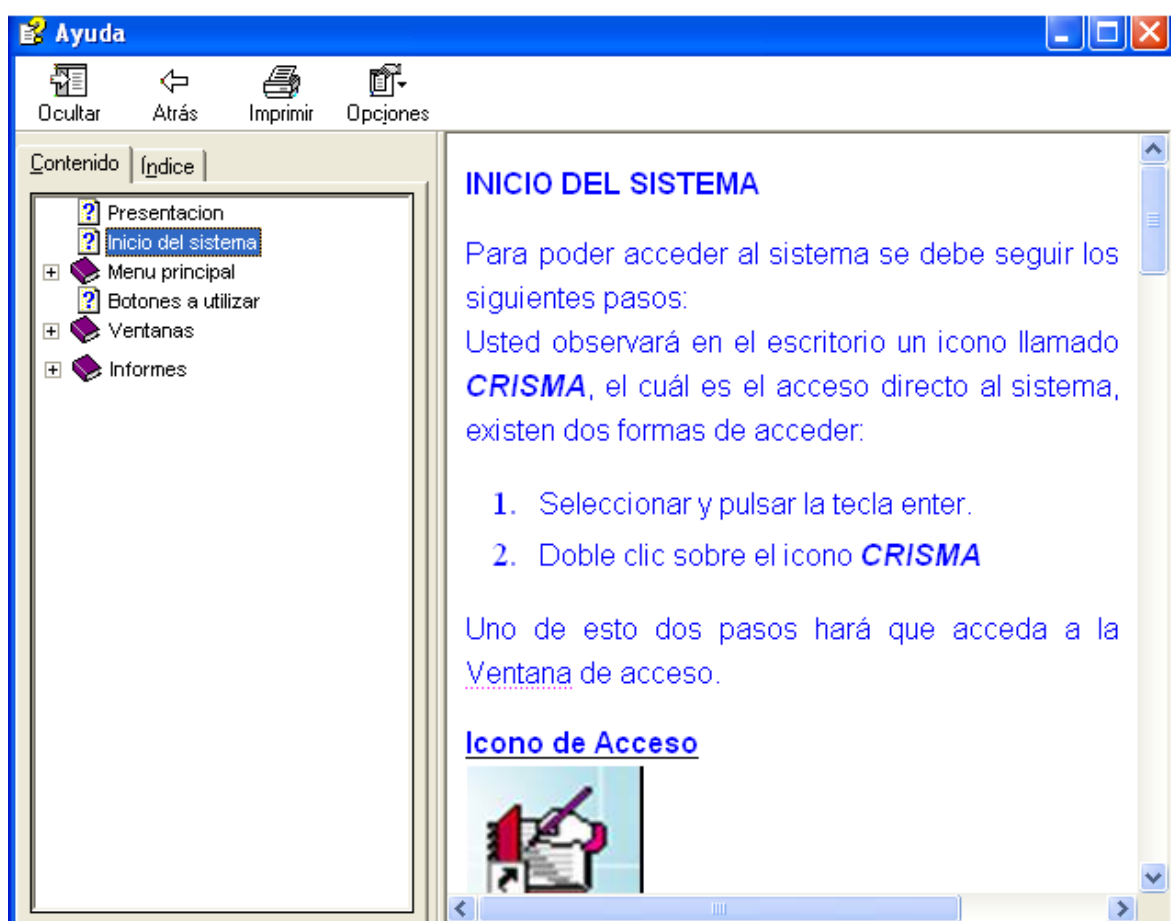 Ayuda
Ocultar Atrás Imprimir Opciones
Contenido Índice
Presentacion
Inicio del sistema
Menu principal
Botones a utilizar
Ventanas
Informes
INICIO DEL SISTEMA
Para poder acceder al sistema se debe seguir los
siguientes pasos:
Usted observará en el escritorio un icono llamado
CRISMA, el cuál es el acceso directo al sistema,
existen dos formas de acceder:
1. Seleccionar y pulsar la tecla enter.
2. Doble clic sobre el icono CRISMA
Uno de esto dos pasos hará que acceda a la
Ventana de acceso.
Icono de Acceso